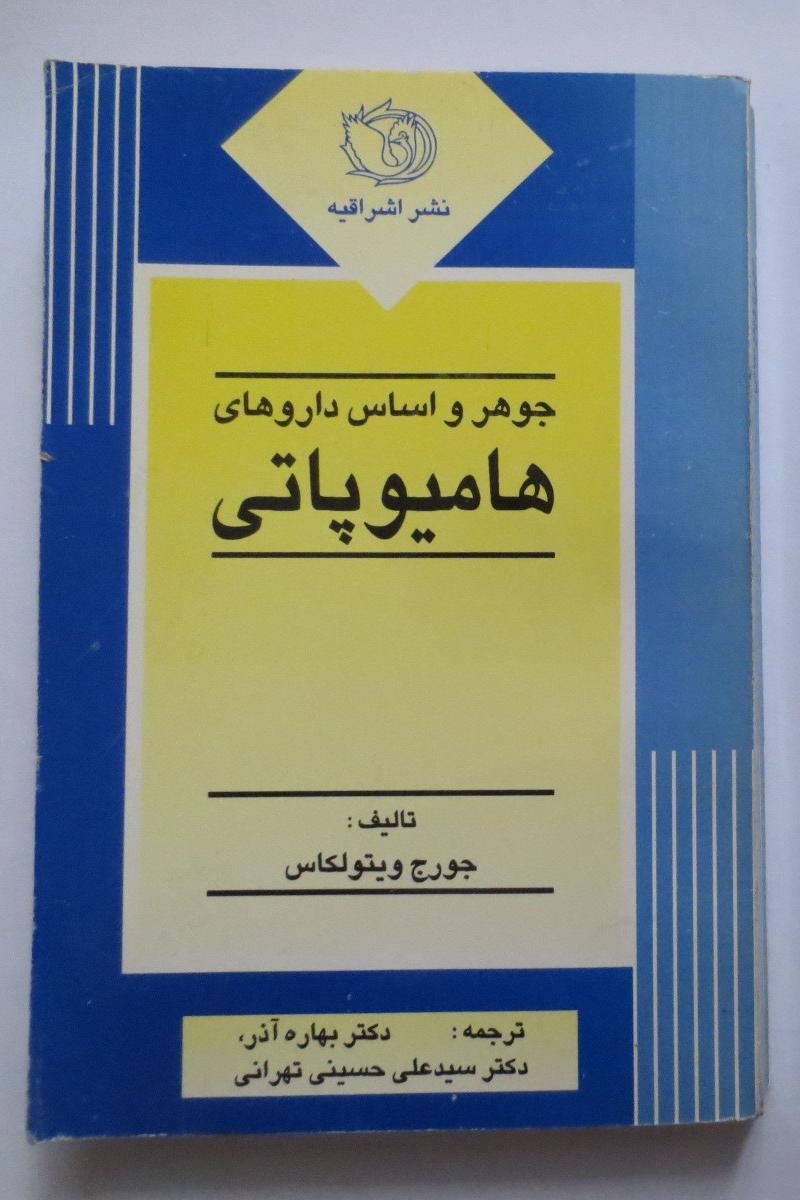 نشر اشراقیه
جوهر و اساس داروهای
هامیوپاتی
تالیف:
جورج ویتولکاس
ترجمه: دکتر بهاره آذر،
دکتر سیدعلی حسینی تهرانی